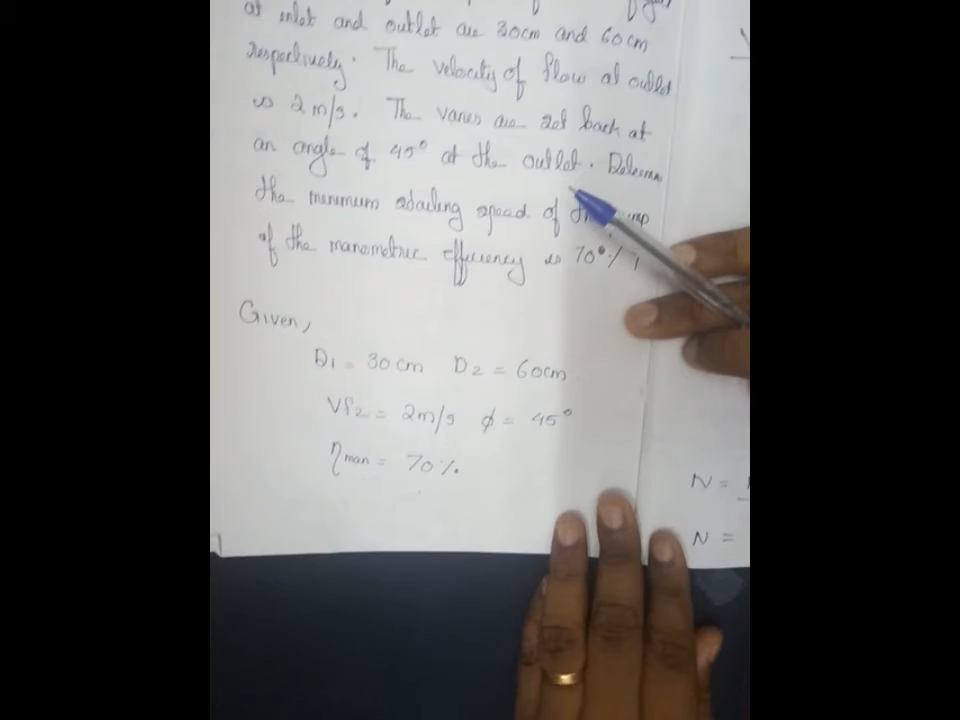 at inlet and outlet are 30cm and 60cm
respectively. The velocity of flow at outlet
is 2 m/s. The vanes are set back at
an angle of 45° at the outlet.
the minimum starting speed of the
of the manometric efficiency is 70%
Given,
D1 = 30 cm D2 = 60cm
Vf2 = 2m/s ϕ = 45°
ηman = 70%.
N =
N =